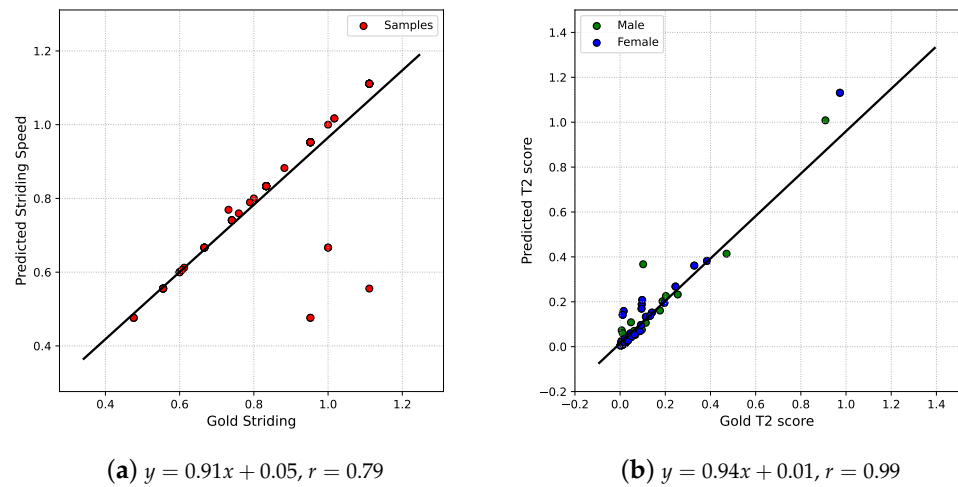 Samples
1.2
1.0
0.8
0.6
0.4
0.4 0.6 0.8 1.0 1.2
Predicted Striding Speed
Gold Striding
(a) y = 0.91x + 0.05, r = 0.79
Male
Female
1.4
1.2
1.0
0.8
0.6
0.4
0.2
0.0
−0.2
−0.2 0.0 0.2 0.4 0.6 0.8 1.0 1.2 1.4
Predicted T2 score
Gold T2 score
(b) y = 0.94x + 0.01, r = 0.99